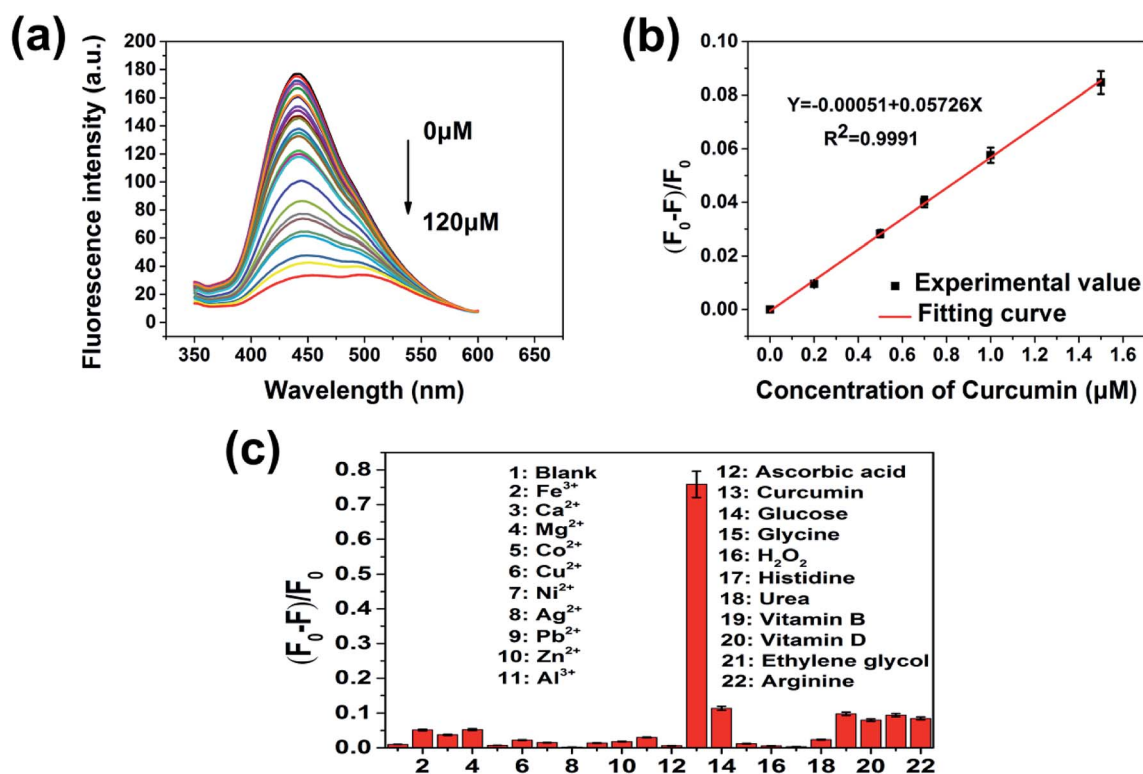 (a)
200
180
160
140
120
100
80
60
40
20
0
Fluorescence intensity (a.u.)
0μM
120μM
350 400 450 500 550 600 650
Wavelength (nm)
(b)
0.10
0.08
0.06
0.04
0.02
0.00
(F₀-F)/F₀
Y=-0.00051+0.05726X
R²=0.9991
Experimental value
Fitting curve
0.0 0.2 0.4 0.6 0.8 1.0 1.2 1.4 1.6
Concentration of Curcumin (μM)
(c)
0.8
0.7
0.6
0.5
0.4
0.3
0.2
0.1
0.0
(F₀-F)/F₀
1: Blank
2: Fe³⁺
3: Ca²⁺
4: Mg²⁺
5: Co²⁺
6: Cu²⁺
7: Ni²⁺
8: Ag²⁺
9: Pb²⁺
10: Zn²⁺
11: Al³⁺
12: Ascorbic acid
13: Curcumin
14: Glucose
15: Glycine
16: H₂O₂
17: Histidine
18: Urea
19: Vitamin B
20: Vitamin D
21: Ethylene glycol
22: Arginine
2 4 6 8 10 12 14 16 18 20 22